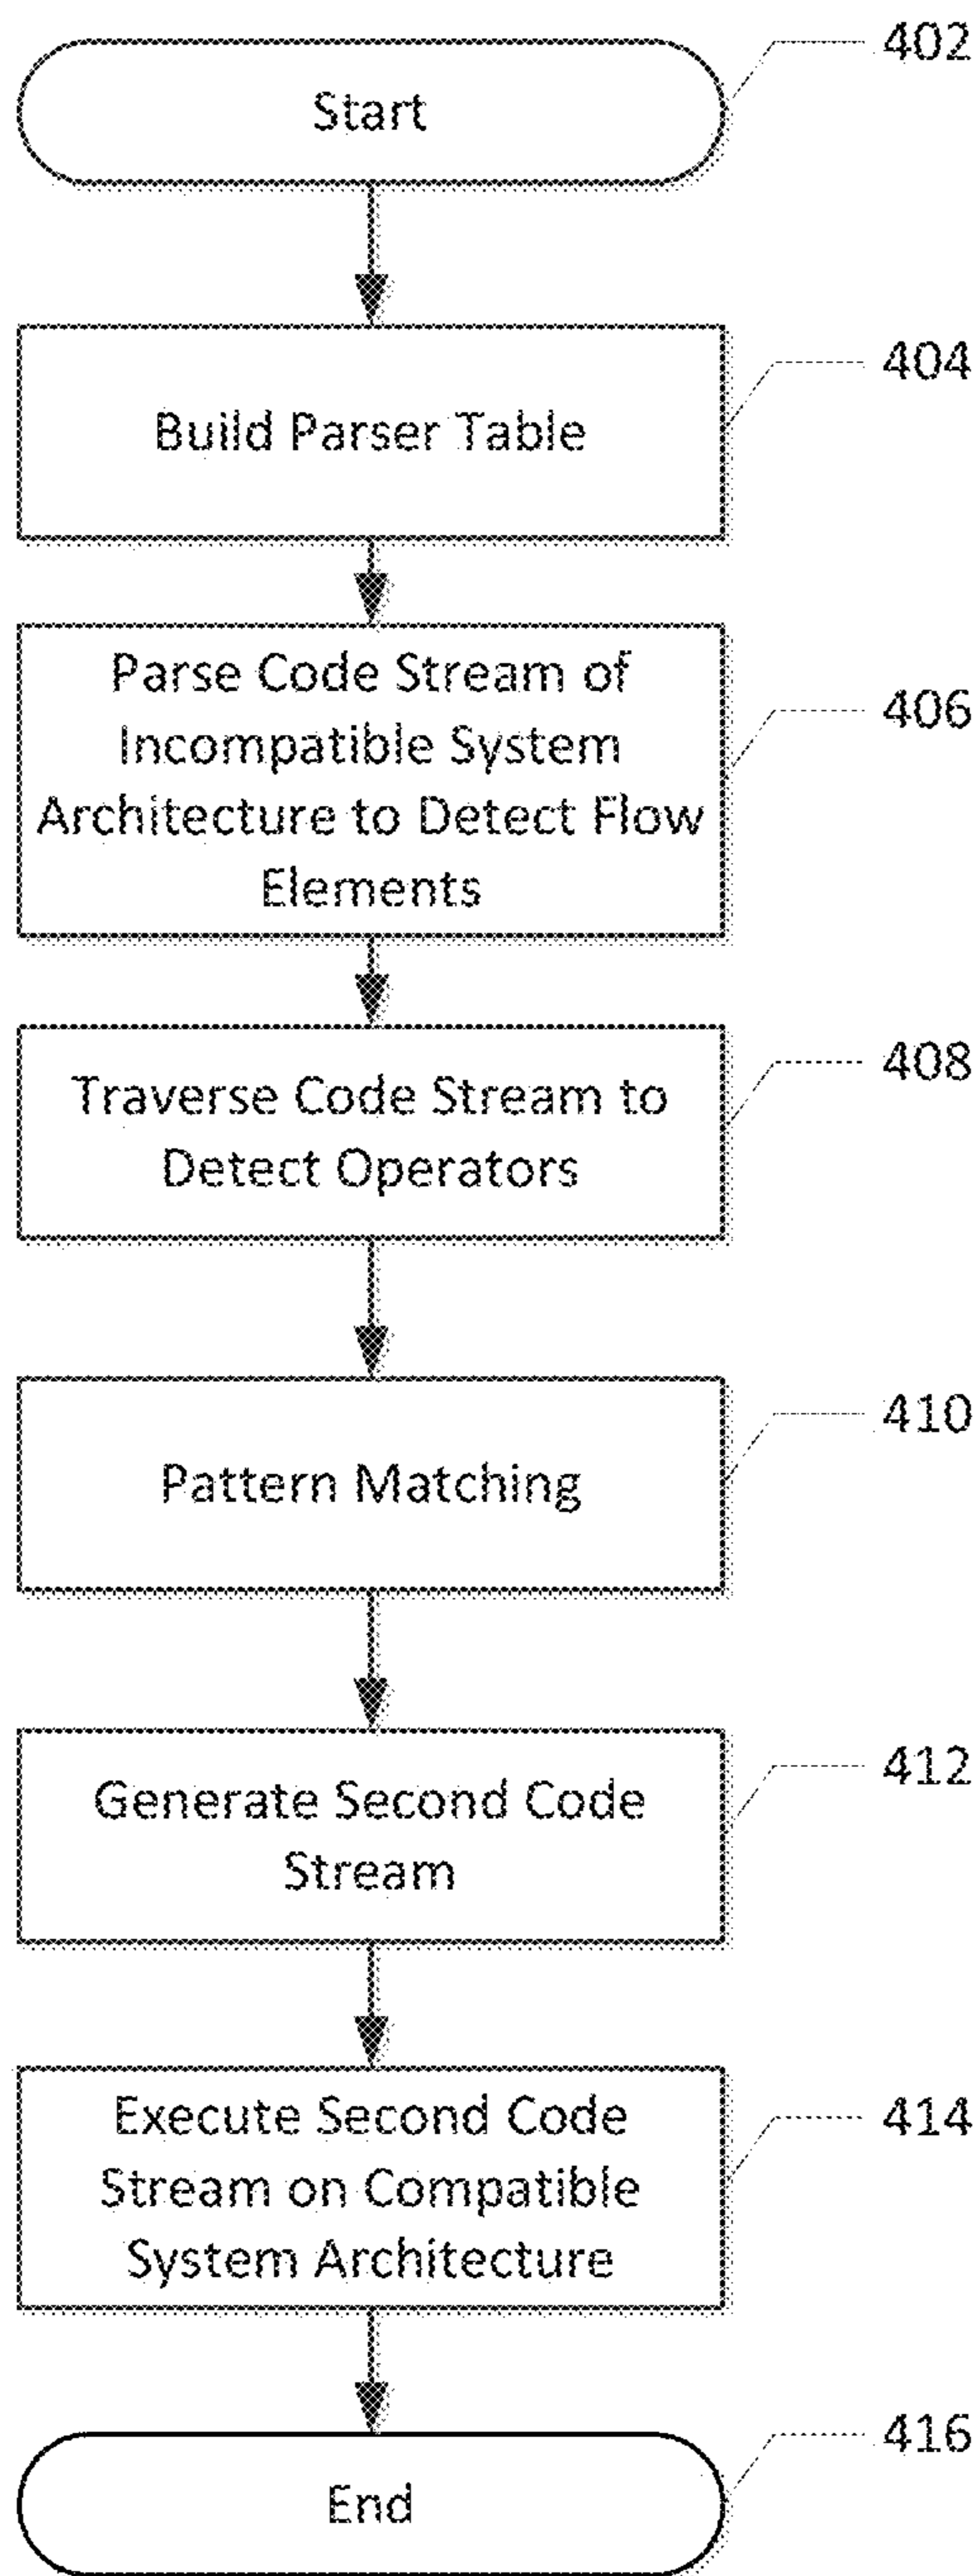 402
Start
404
Build Parser Table
Parse Code Stream of
406
Incompatible System
Architecture to Detect Flow
Elements
408
Traverse Code Stream to
Detect Operators
410
Pattern Matching
412
Generate Second Code
Stream
414
Execute Second Code
Stream on Compatible
System Architecture
416
End